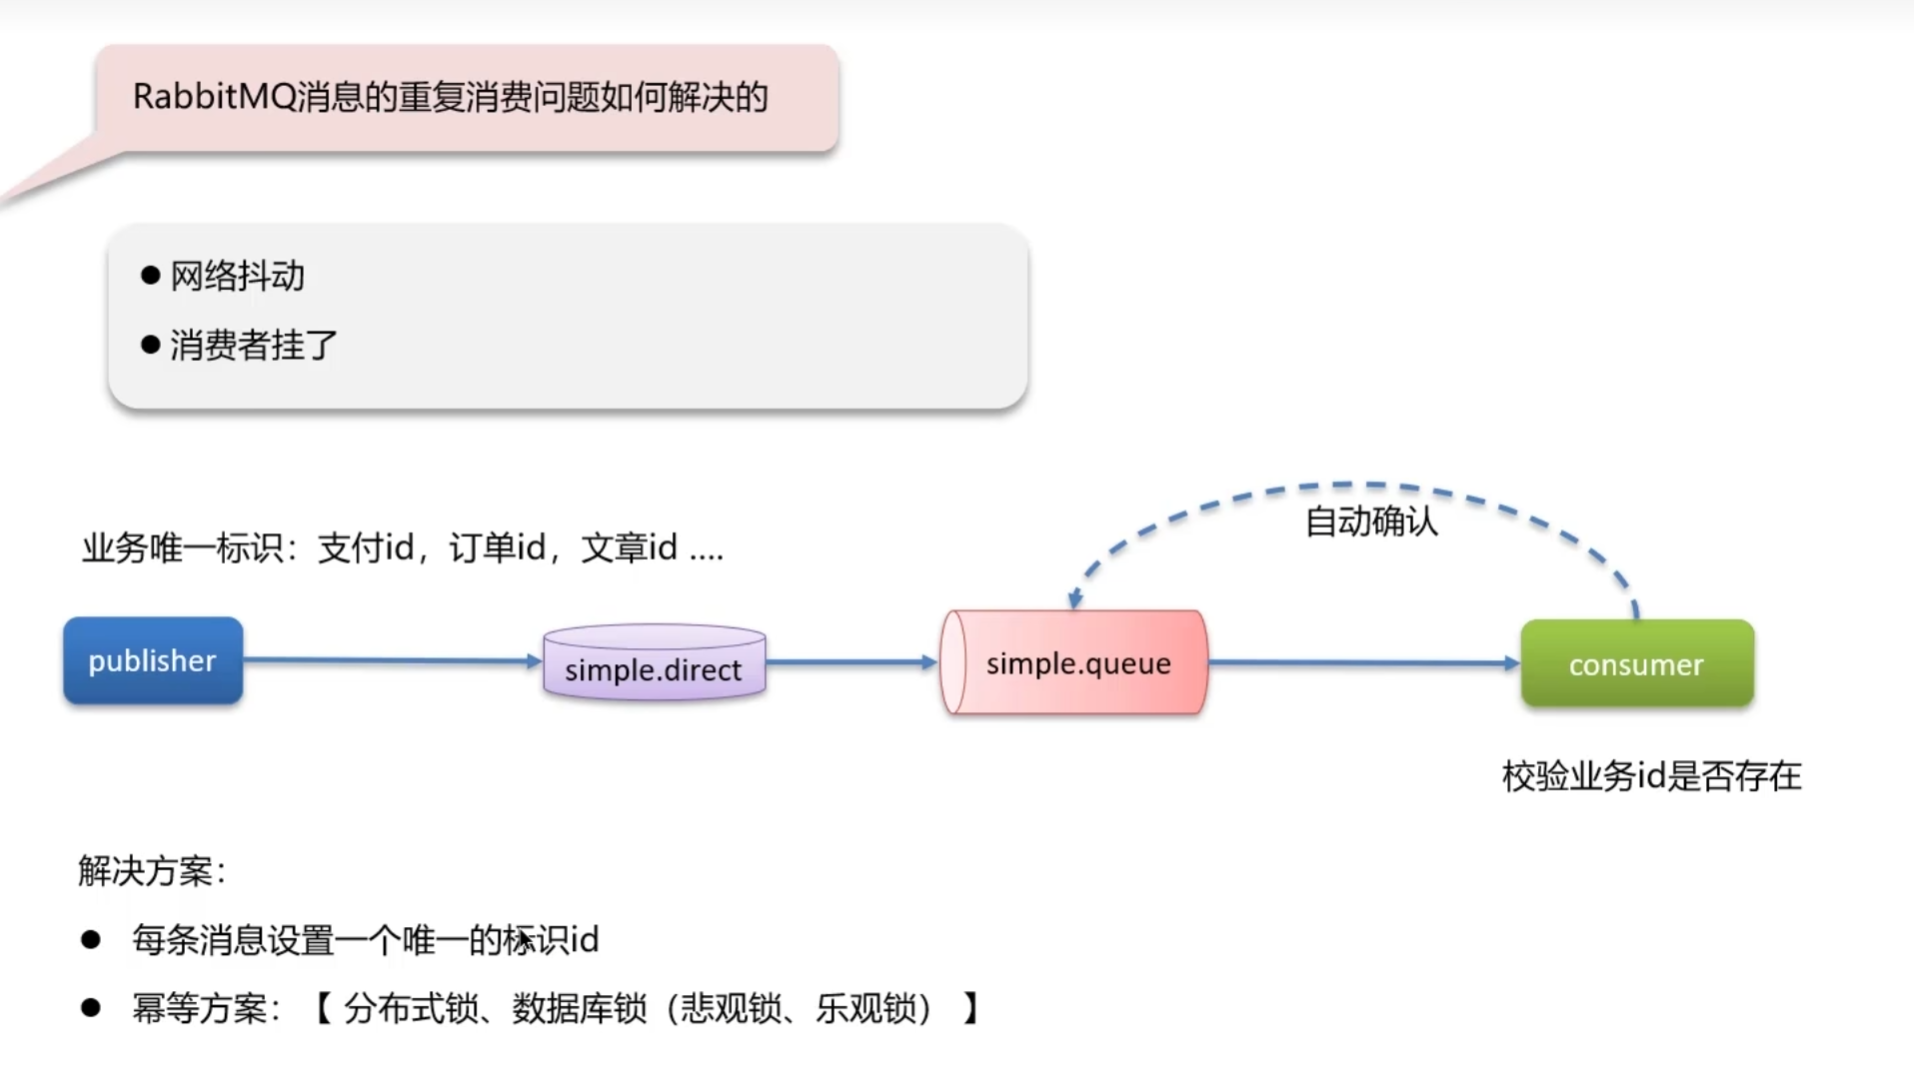 RabbitMQ消息的重复消费问题如何解决的
● 网络抖动
● 消费者挂了
自动确认
业务唯一标识：支付id，订单id，文章id ....
publisher
simple.direct
simple.queue
consumer
校验业务id是否存在
解决方案：
● 每条消息设置一个唯一的标识id
● 幂等方案：【 分布式锁、数据库锁（悲观锁、乐观锁） 】